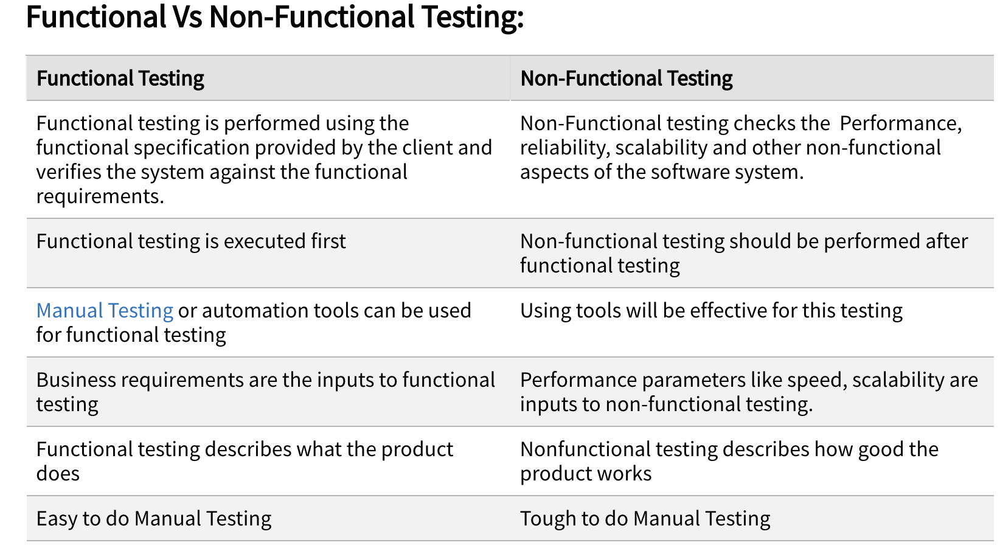 Functional Vs Non-Functional Testing:
Functional Testing
Non-Functional Testing
Functional testing is performed using the
functional specification provided by the client and
verifies the system against the functional
requirements.
Non-Functional testing checks the  Performance,
reliability, scalability and other non-functional
aspects of the software system.
Functional testing is executed first
Non-functional testing should be performed after
functional testing
Manual Testing or automation tools can be used
for functional testing
Using tools will be effective for this testing
Business requirements are the inputs to functional
testing
Performance parameters like speed, scalability are
inputs to non-functional testing.
Functional testing describes what the product
does
Nonfunctional testing describes how good the
product works
Easy to do Manual Testing
Tough to do Manual Testing